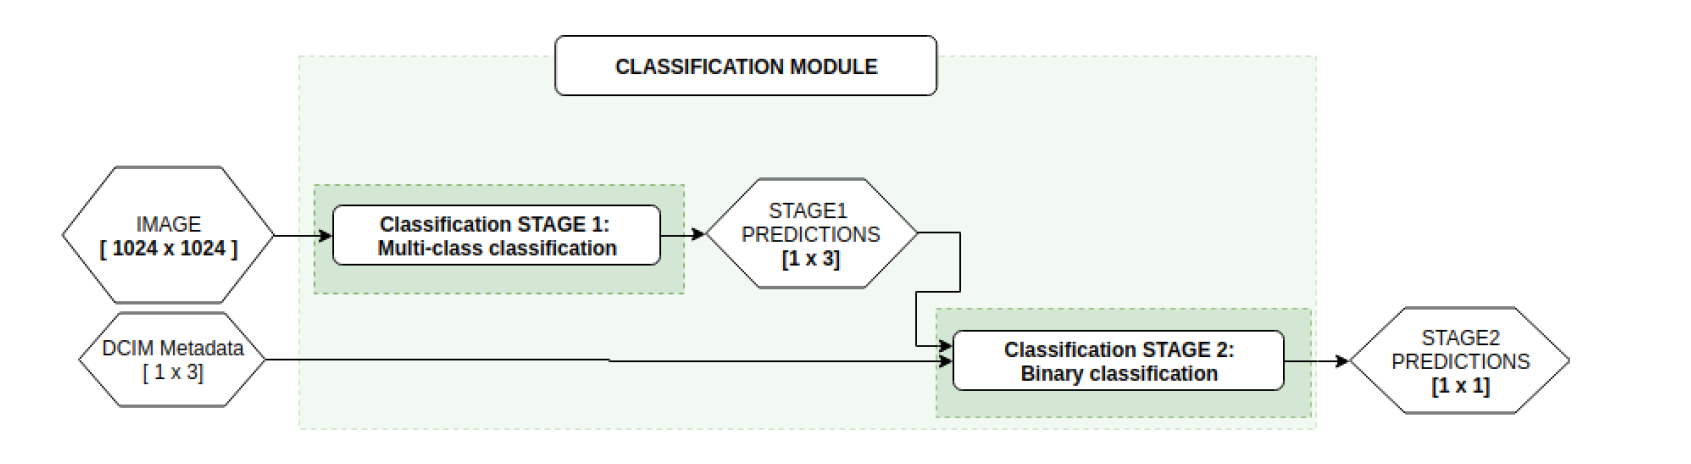 CLASSIFICATION MODULE
IMAGE
[ 1024 x 1024 ]
Classification STAGE 1:
Multi-class classification
STAGE1
PREDICTIONS
[1 x 3]
DCIM Metadata
[ 1 x 3]
Classification STAGE 2:
Binary classification
STAGE2
PREDICTIONS
[1 x 1]